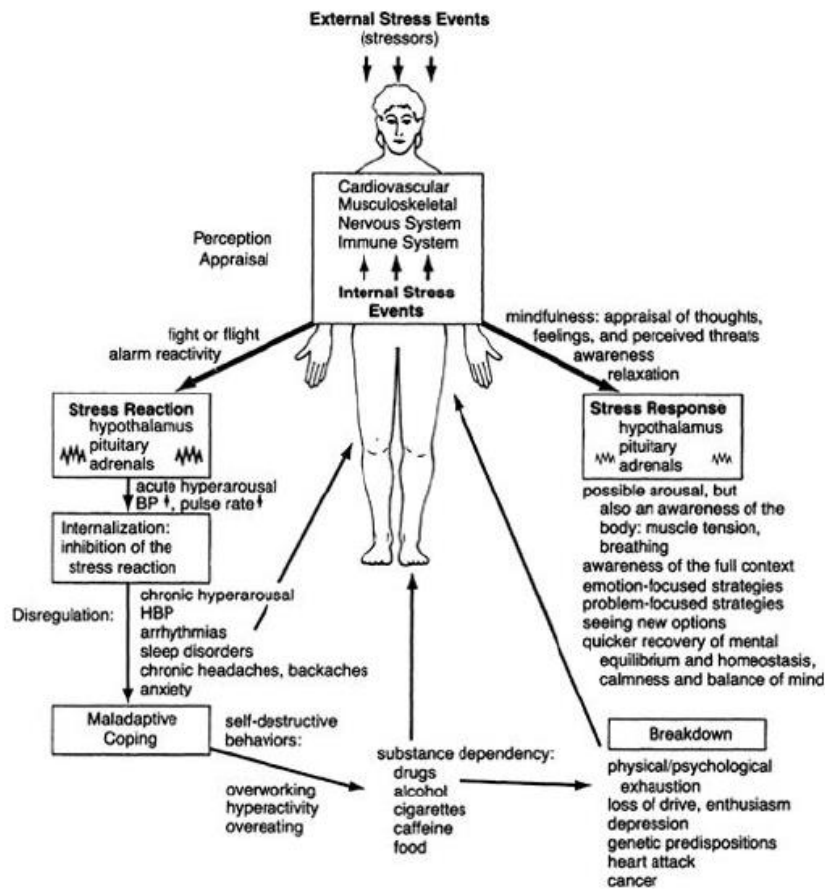 External Stress Events
(stressors)
Cardiovascular
Musculoskeletal
Nervous System
Immune System
Internal Stress
Events
Perception
Appraisal
fight or flight
alarm reactivity
mindfulness: appraisal of thoughts,
feelings, and perceived threats
awareness
relaxation
Stress Reaction
hypothalamus
pituitary
adrenals
acute hyperarousal
BP, pulse rate
Internalization:
inhibition of the
stress reaction
Disregulation:
chronic hyperarousal
HBP
arrhythmias
sleep disorders
chronic headaches, backaches
anxiety
Maladaptive
Coping
self-destructive
behaviors:
overworking
hyperactivity
overeating
substance dependency:
drugs
alcohol
cigarettes
caffeine
food
Stress Response
hypothalamus
pituitary
adrenals
possible arousal, but
also an awareness of the
body: muscle tension,
breathing
awareness of the full context
emotion-focused strategies
problem-focused strategies
seeing new options
quicker recovery of mental
equilibrium and homeostasis,
calmness and balance of mind
Breakdown
physical/psychological
exhaustion
loss of drive, enthusiasm
depression
genetic predispositions
heart attack
cancer